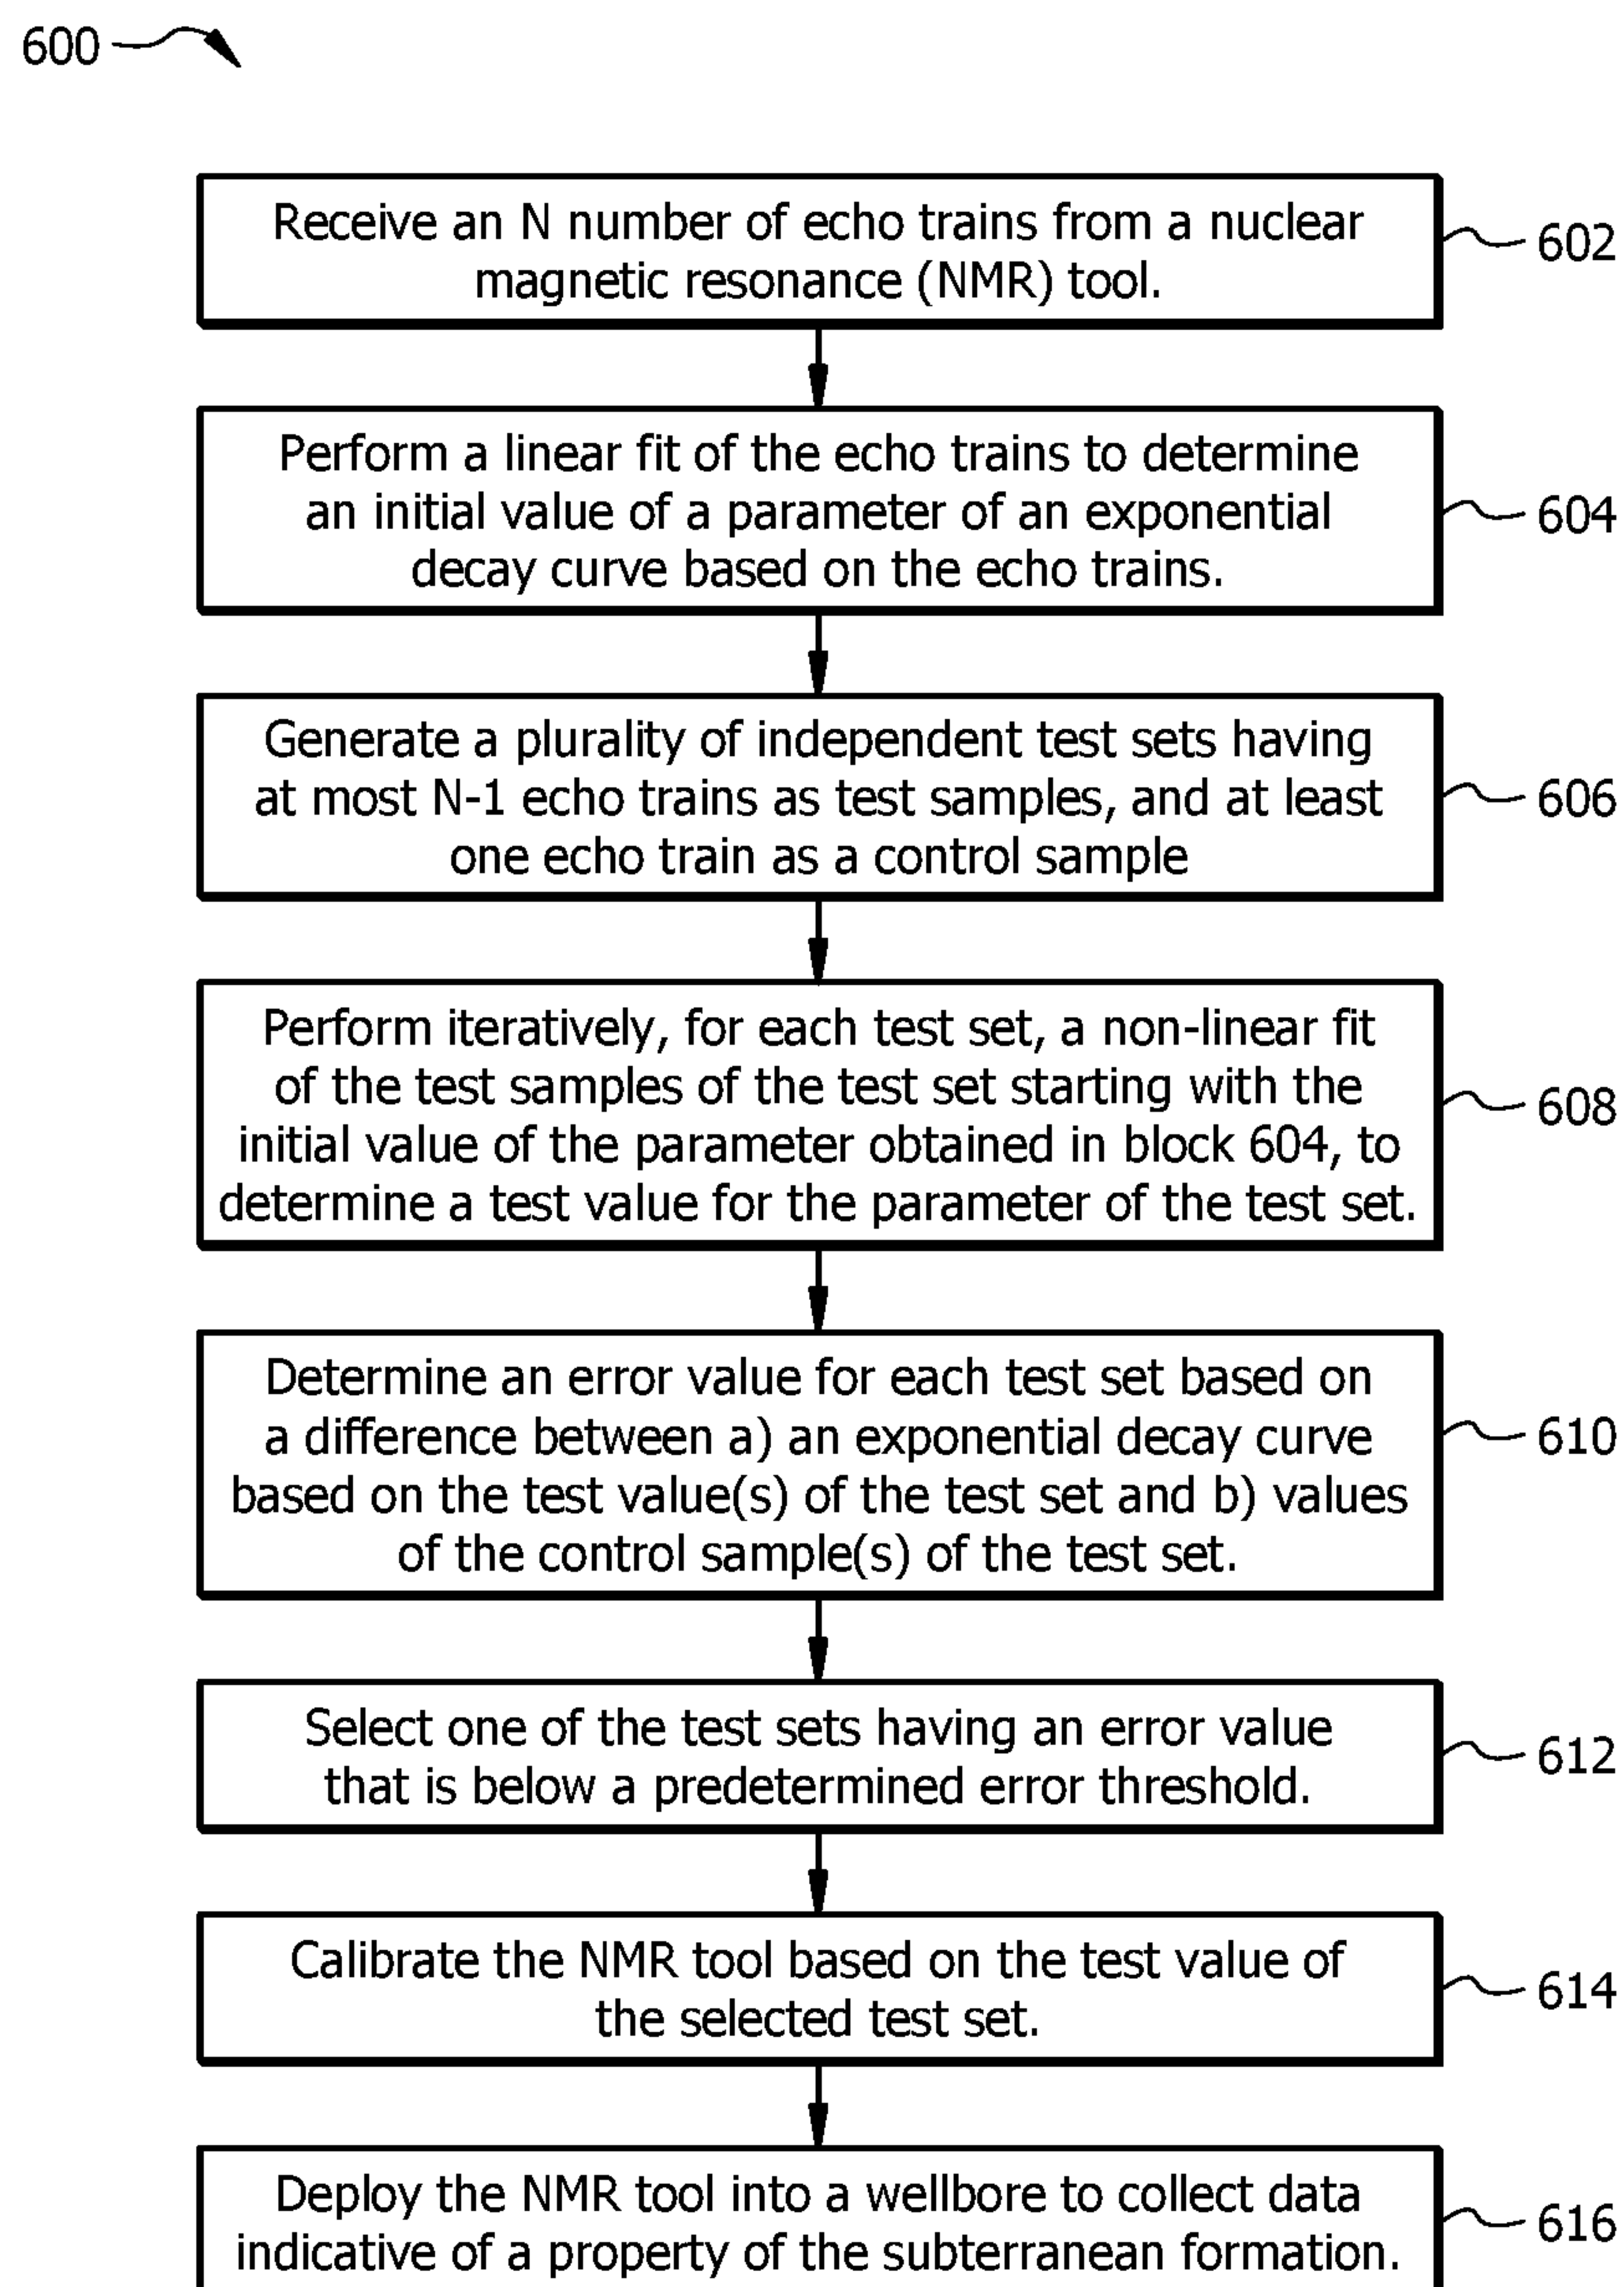 600
Receive an N number of echo trains from a nuclear
magnetic resonance (NMR) tool.
602
Perform a linear fit of the echo trains to determine
an initial value of a parameter of an exponential
decay curve based on the echo trains.
604
Generate a plurality of independent test sets having
at most N-1 echo trains as test samples, and at least
one echo train as a control sample
606
Perform iteratively, for each test set, a non-linear fit
of the test samples of the test set starting with the
initial value of the parameter obtained in block 604, to
determine a test value for the parameter of the test set.
608
Determine an error value for each test set based on
a difference between a) an exponential decay curve
based on the test value(s) of the test set and b) values
of the control sample(s) of the test set.
610
Select one of the test sets having an error value
that is below a predetermined error threshold.
612
Calibrate the NMR tool based on the test value of
the selected test set.
614
Deploy the NMR tool into a wellbore to collect data
indicative of a property of the subterranean formation.
616